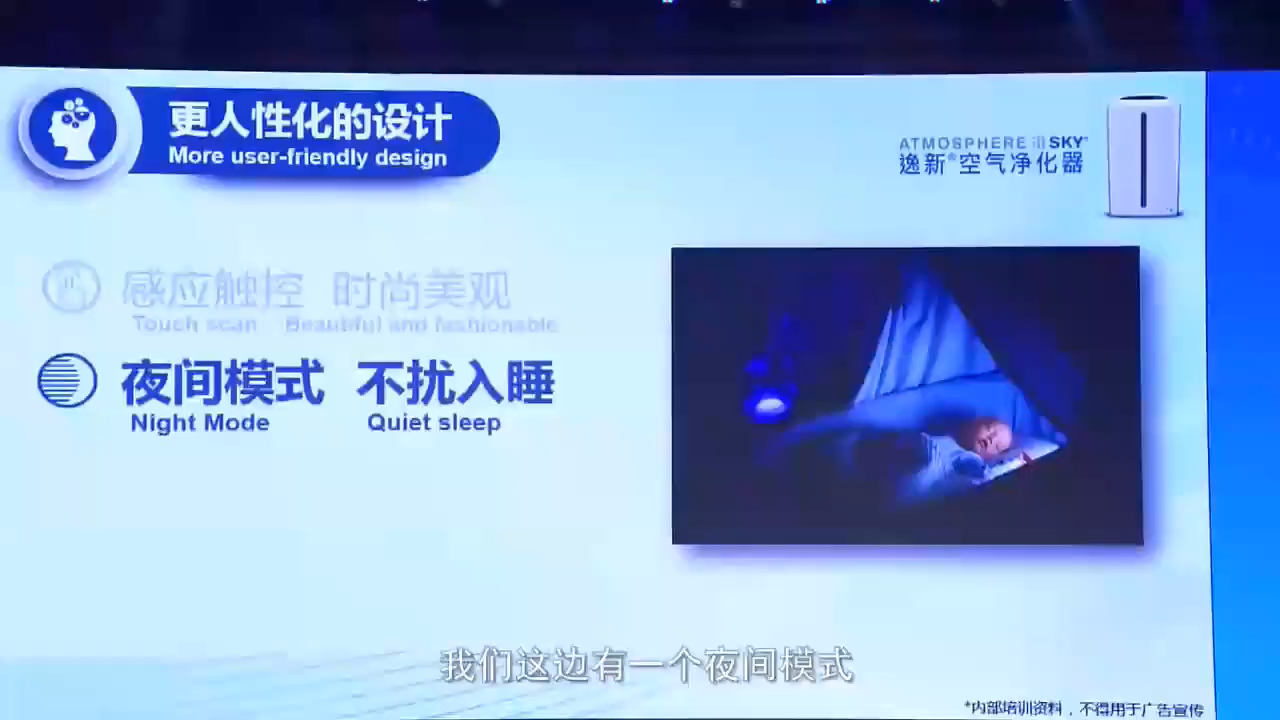 更人性化的设计
More user-friendly design
ATMOSPHERE SKY
逸新®空气净化器
感应触控 时尚美观
Touch scan Beautiful and fashionable
夜间模式 不扰入睡
Night Mode Quiet sleep
我们这边有一个夜间模式
*内部培训资料，不得用于广告宣传